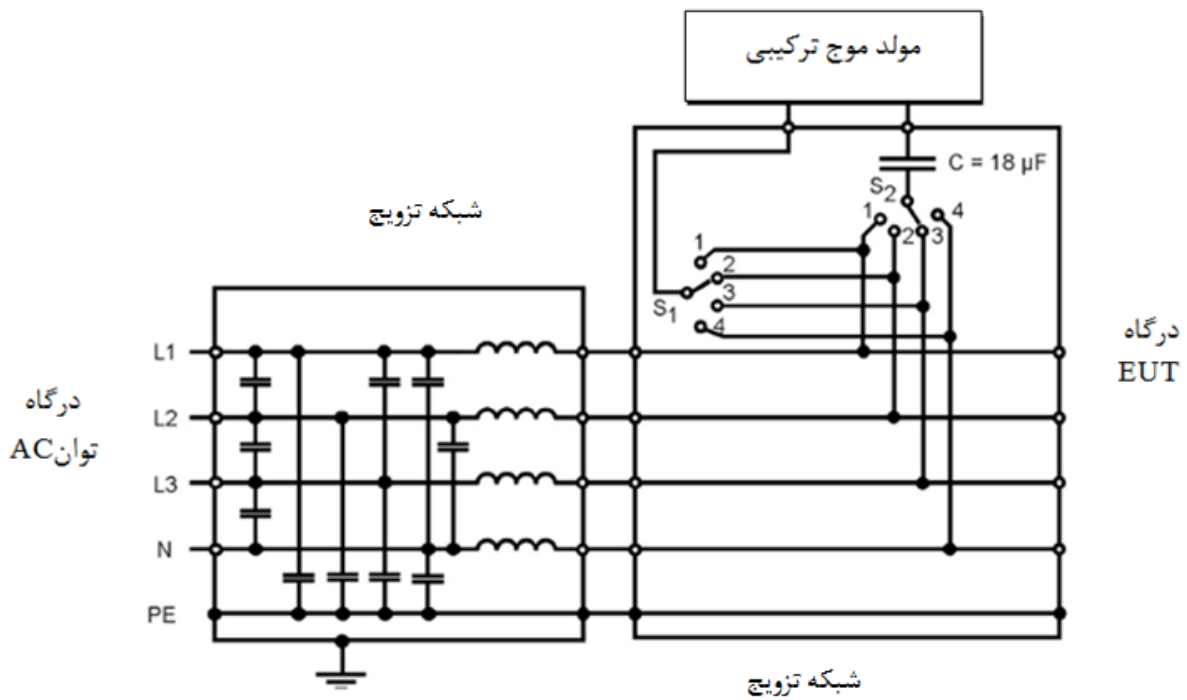 مولد موج ترکیبی
C = 18 µF
S2
1
2
3
4
شبکه تزویج
1
2
3
4
S1
L1
L2
L3
N
PE
درگاه
توانAC
درگاه
EUT
شبکه تزویج